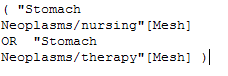 ( "Stomach
Neoplasms/nursing"[Mesh]
OR  "Stomach
Neoplasms/therapy"[Mesh] )